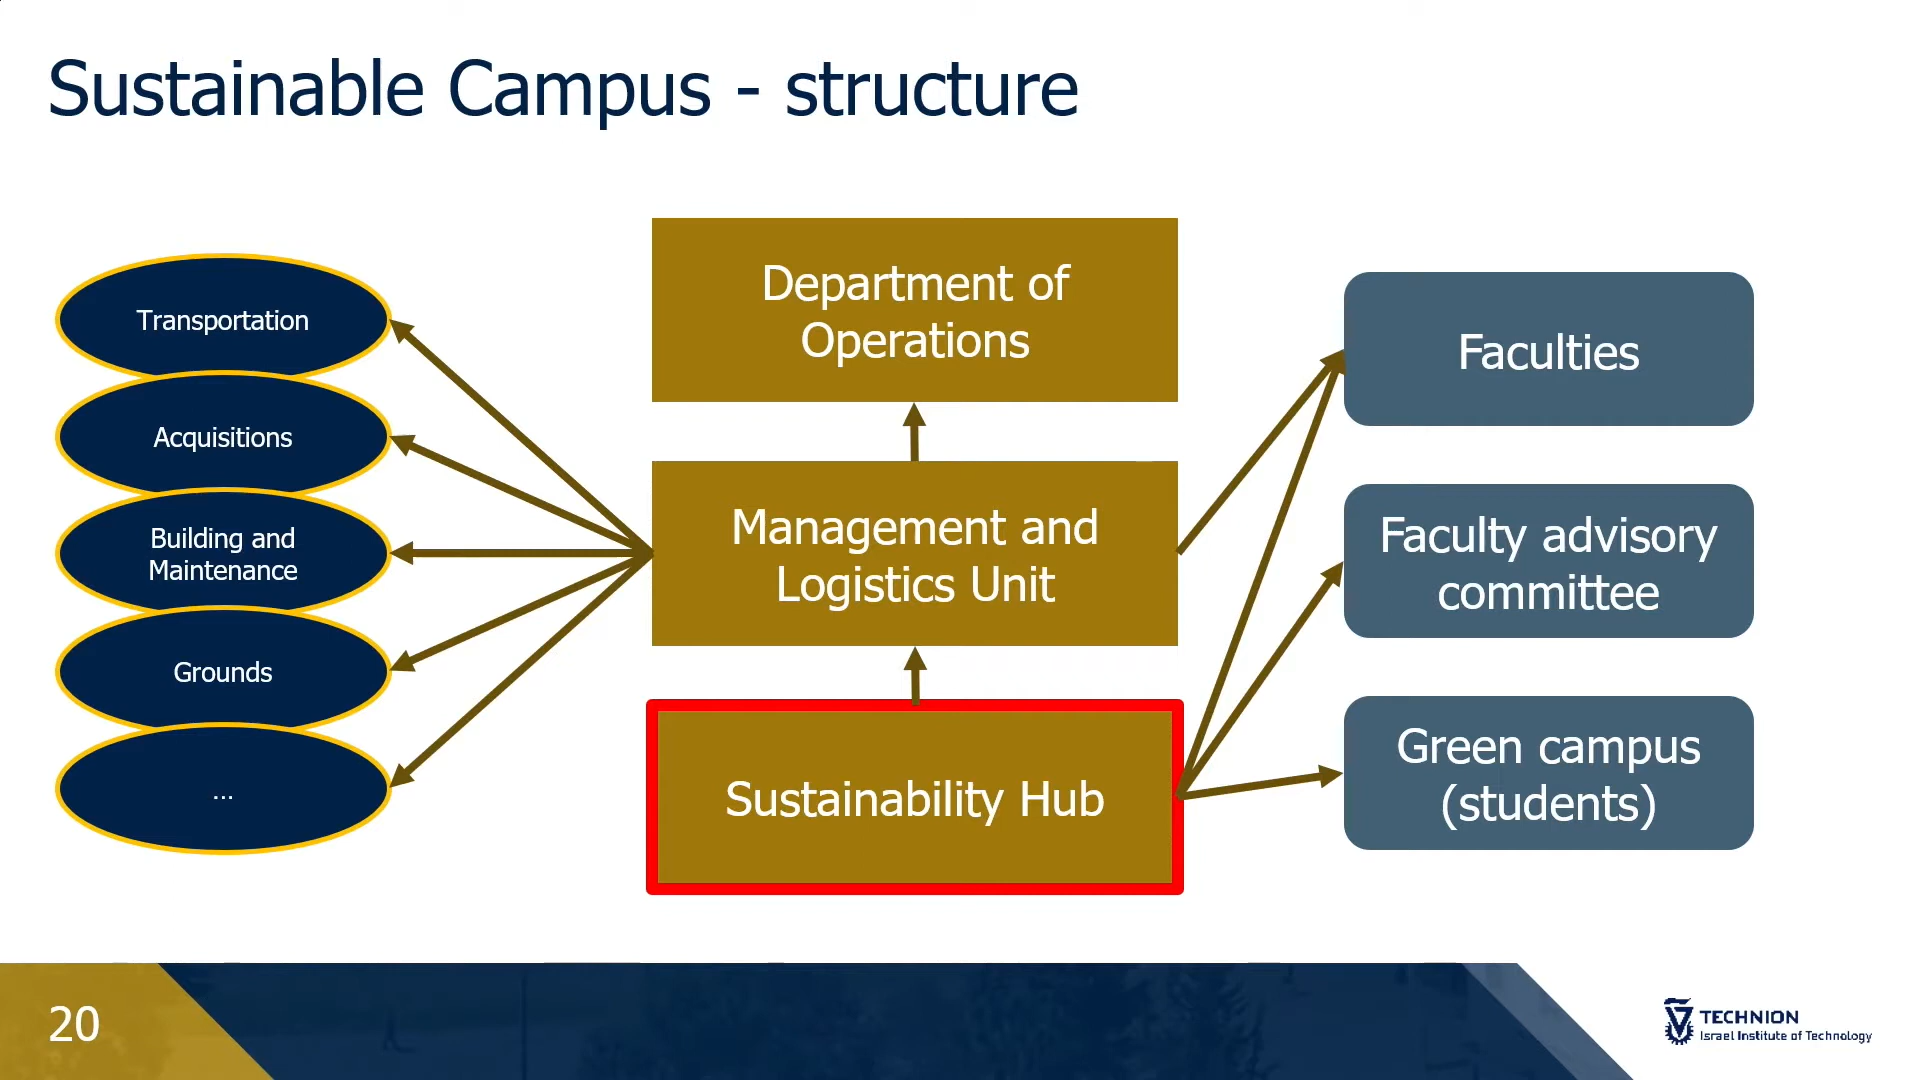 Sustainable Campus - structure
Transportation
Acquisitions
Building and
Maintenance
Grounds
...
Department of
Operations
Management and
Logistics Unit
Sustainability Hub
Faculties
Faculty advisory
committee
Green campus
(students)
20
TECHNION
Israel Institute of Technology